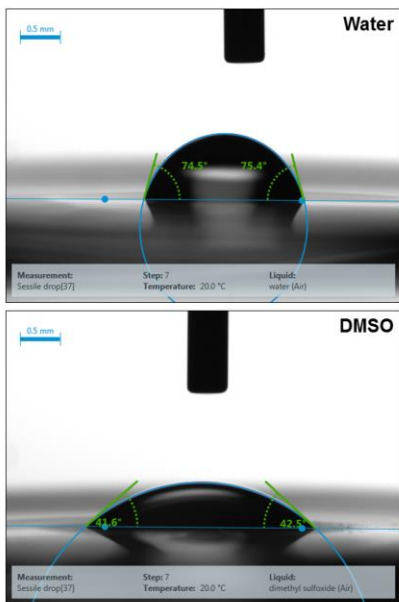 Water
0.5 mm
74.5° 75.4°
Measurement: Step: 7 Liquid:
Sessile drop[37] Temperature: 20.0 °C water (Air)
DMSO
0.5 mm
41.6° 42.5°
Measurement: Step: 7 Liquid:
Sessile drop[37] Temperature: 20.0 °C dimethyl sulfoxide (Air)